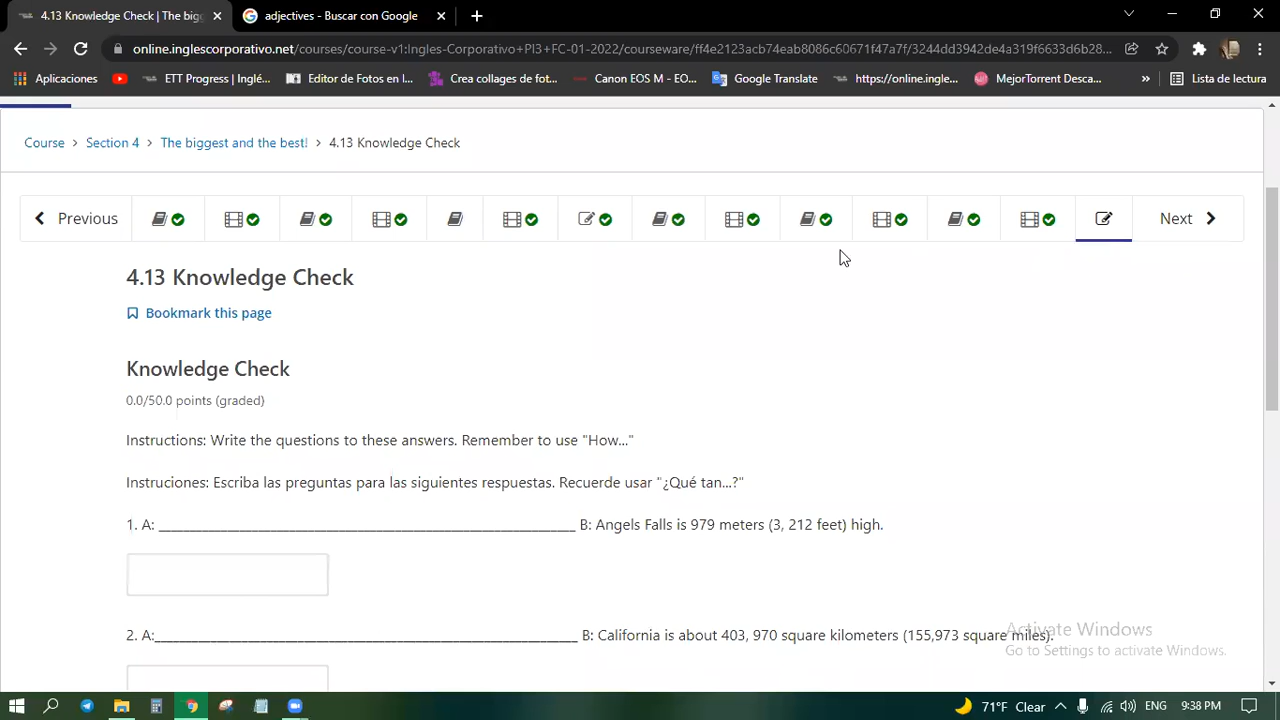 4.13 Knowledge Check | The bigg
adjectives - Buscar con Google
online.inglescorporativo.net/courses/course-v1:Ingles-Corporativo+PI3+FC-01-2022/courseware/ff4e2123acb74eab8086c60671f47a7f/3244dd3942de4a319f6633d6b28...
Aplicaciones
ETT Progress | Inglé...
Editor de Fotos en l...
Crea collages de fot...
Canon EOS M - EO...
Google Translate
https://online.ingle...
MejorTorrent Desca...
»
Lista de lectura
Course > Section 4 > The biggest and the best! > 4.13 Knowledge Check
Previous
Next
4.13 Knowledge Check
Bookmark this page
Knowledge Check
0.0/50.0 points (graded)
Instructions: Write the questions to these answers. Remember to use "How..."
Instruciones: Escriba las preguntas para las siguientes respuestas. Recuerde usar "¿Qué tan...?"
1. A: ______________________________________________ B: Angels Falls is 979 meters (3, 212 feet) high.
2. A:_______________________________________________ B: California is about 403, 970 square kilometers (155,973 square miles).
Activate Windows
Go to Settings to activate Windows.
71°F Clear
ENG
9:38 PM